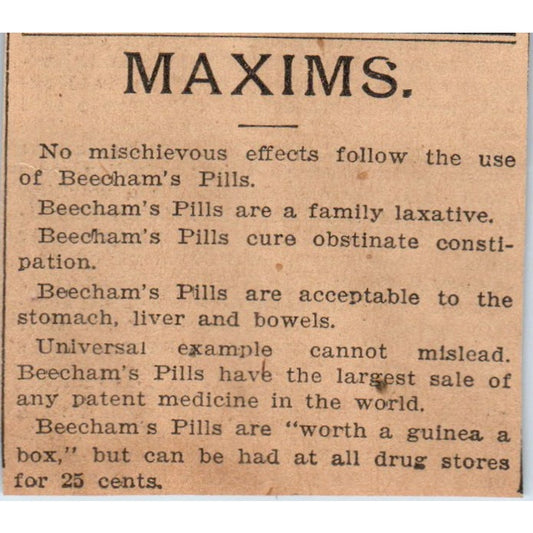 MAXIMS.
No mischievous effects follow the use
of Beecham's Pills.
Beecham's Pills are a family laxative.
Beecham's Pills cure obstinate consti-
pation.
Beecham's Pills are acceptable to the
stomach, liver and bowels.
Universal example cannot mislead.
Beecham's Pills have the largest sale of
any patent medicine in the world.
Beecham's Pills are "worth a guinea a
box," but can be had at all drug stores
for 25 cents.